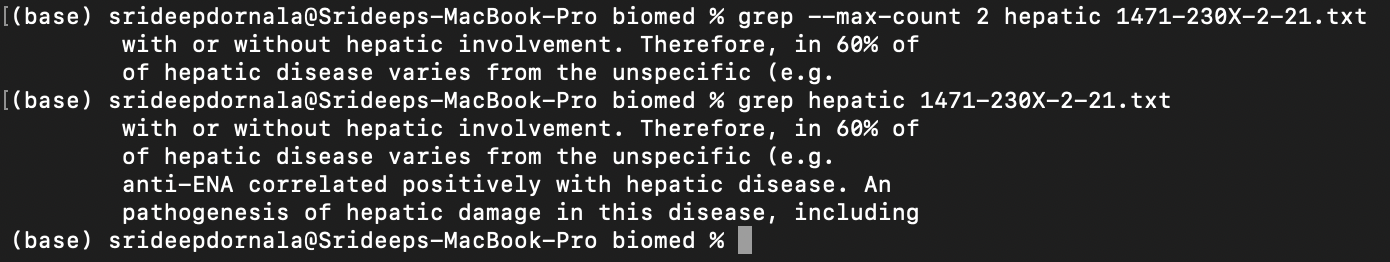 [(base) srideepdornala@Srideeps-MacBook-Pro biomed % grep --max-count 2 hepatic 1471-230X-2-21.txt
with or without hepatic involvement. Therefore, in 60% of
of hepatic disease varies from the unspecific (e.g.
[(base) srideepdornala@Srideeps-MacBook-Pro biomed % grep hepatic 1471-230X-2-21.txt
with or without hepatic involvement. Therefore, in 60% of
of hepatic disease varies from the unspecific (e.g.
anti-ENA correlated positively with hepatic disease. An
pathogenesis of hepatic damage in this disease, including
(base) srideepdornala@Srideeps-MacBook-Pro biomed %